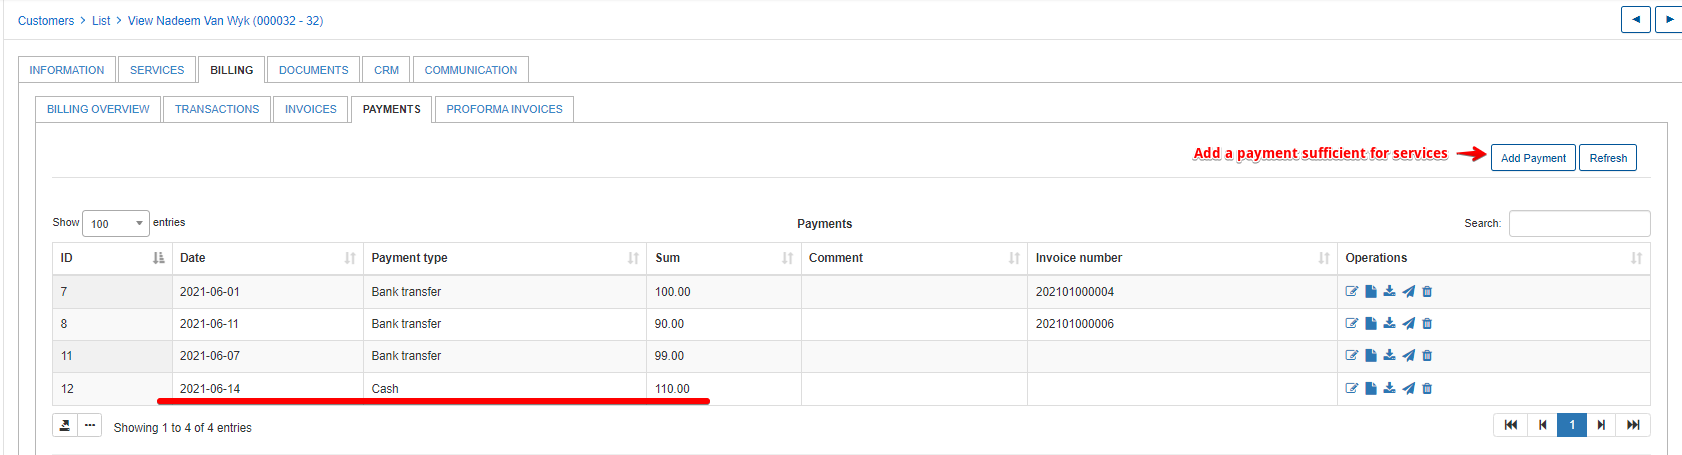 Customers > List > View Nadeem Van Wyk (000032 - 32)
INFORMATION SERVICES BILLING DOCUMENTS CRM COMMUNICATION
BILLING OVERVIEW TRANSACTIONS INVOICES PAYMENTS PROFORMA INVOICES
Add a payment sufficient for services Add Payment Refresh
Show 100 entries Payments Search:
ID Date Payment type Sum Comment Invoice number Operations
7 2021-06-01 Bank transfer 100.00 202101000004
8 2021-06-11 Bank transfer 90.00 202101000006
11 2021-06-07 Bank transfer 99.00
12 2021-06-14 Cash 110.00
Showing 1 to 4 of 4 entries 1